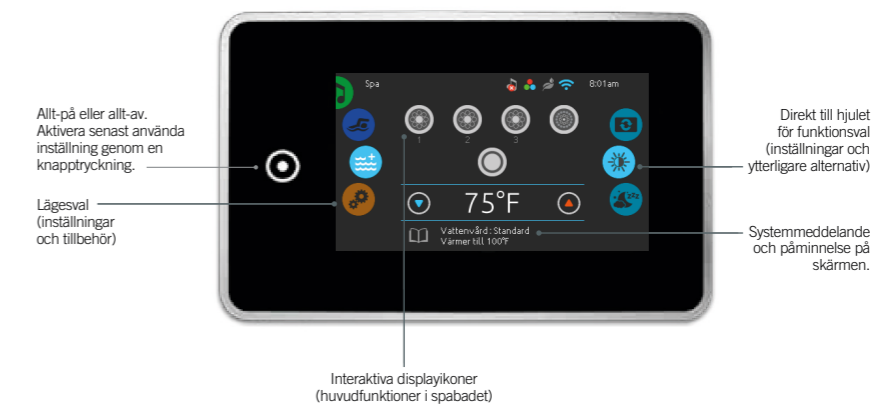 Allt-på eller allt-av.
Aktivera senast använda
inställning genom en
knapptryckning.
Lägesval
(inställningar
och tillbehör)
Spa
8:01am
1 2 3
75°F
Vattenvård: Standard
Värmer till 100°F
Direkt till hjulet
för funktionsval
(inställningar och
ytterligare alternativ)
Systemmeddelande
och påminnelse på
skärmen.
Interaktiva displayikoner
(huvudfunktioner i spabadet)